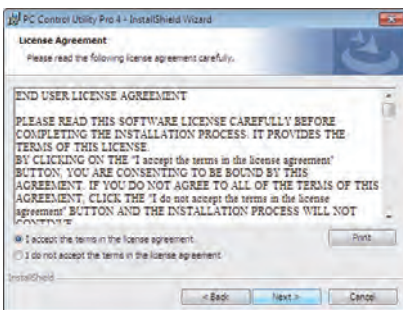 PC Control Utility Pro 4 - InstallShield Wizard
License Agreement
Please read the following license agreement carefully.
END USER LICENSE AGREEMENT
PLEASE READ THIS SOFTWARE LICENSE CAREFULLY BEFORE
COMPLETING THE INSTALLATION PROCESS. IT PROVIDES THE
TERMS OF THIS LICENSE.
BY CLICKING ON THE "I accept the terms in the license agreement"
BUTTON, YOU ARE CONSENTING TO BE BOUND BY THIS
AGREEMENT. IF YOU DO NOT AGREE TO ALL OF THE TERMS OF THIS
AGREEMENT, CLICK THE "I do not accept the terms in the license
agreement" BUTTON AND THE INSTALLATION PROCESS WILL NOT
CONTINUE
I accept the terms in the license agreement
Print
I do not accept the terms in the license agreement
InstallShield
< Back
Next >
Cancel